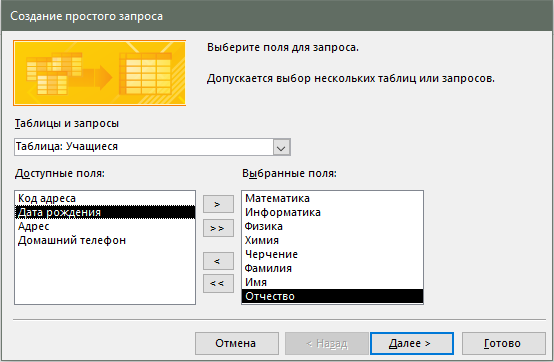 Создание простого запроса
Выберите поля для запроса.
Допускается выбор нескольких таблиц или запросов.
Таблицы и запросы
Таблица: Учащиеся
Доступные поля:
Выбранные поля:
Код адреса
Дата рождения
Адрес
Домашний телефон
>
>>
<
<<
Математика
Информатика
Физика
Химия
Черчение
Фамилия
Имя
Отчество
Отмена
< Назад
Далее >
Готово